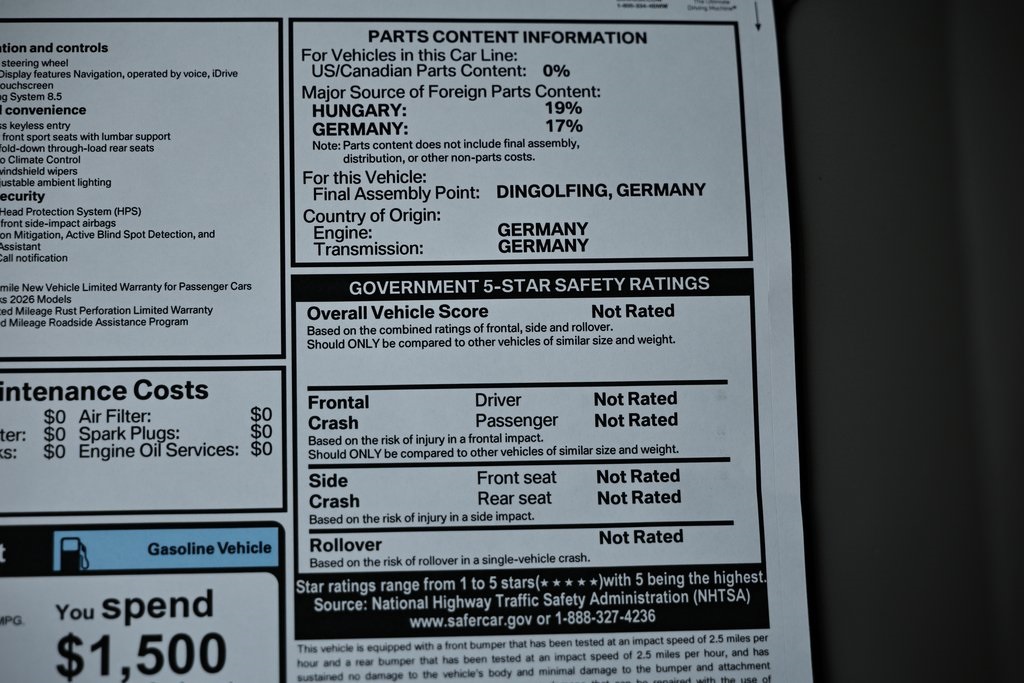 The Ultimate
Driving Machine®
tion and controls
steering wheel
Display features Navigation, operated by voice, iDrive
ouchscreen
g System 8.5
l convenience
ss keyless entry
front sport seats with lumbar support
fold-down through-load rear seats
o Climate Control
windshield wipers
justable ambient lighting
ecurity
Head Protection System (HPS)
front side-impact airbags
on Mitigation, Active Blind Spot Detection, and
Assistant
Call notification
mile New Vehicle Limited Warranty for Passenger Cars
ks 2026 Models
ed Mileage Rust Perforation Limited Warranty
d Mileage Roadside Assistance Program
intenance Costs
$0 Air Filter: $0
ter: $0 Spark Plugs: $0
s: $0 Engine Oil Services: $0
t
Gasoline Vehicle
MPG.
You spend
$1,500
PARTS CONTENT INFORMATION
For Vehicles in this Car Line:
US/Canadian Parts Content: 0%
Major Source of Foreign Parts Content:
HUNGARY: 19%
GERMANY: 17%
Note: Parts content does not include final assembly,
distribution, or other non-parts costs.
For this Vehicle:
Final Assembly Point: DINGOLFING, GERMANY
Country of Origin:
Engine: GERMANY
Transmission: GERMANY
GOVERNMENT 5-STAR SAFETY RATINGS
Overall Vehicle Score Not Rated
Based on the combined ratings of frontal, side and rollover.
Should ONLY be compared to other vehicles of similar size and weight.
Frontal Driver Not Rated
Crash Passenger Not Rated
Based on the risk of injury in a frontal impact.
Should ONLY be compared to other vehicles of similar size and weight.
Side Front seat Not Rated
Crash Rear seat Not Rated
Based on the risk of injury in a side impact.
Rollover Not Rated
Based on the risk of rollover in a single-vehicle crash.
Star ratings range from 1 to 5 stars(★★★★★)with 5 being the highest.
Source: National Highway Traffic Safety Administration (NHTSA)
www.safercar.gov or 1-888-327-4236
This vehicle is equipped with a front bumper that has been tested at an impact speed of 2.5 miles per
hour and a rear bumper that has been tested at an impact speed of 2.5 miles per hour, and has
sustained no damage to the vehicle's body and minimal damage to the bumper and attachment